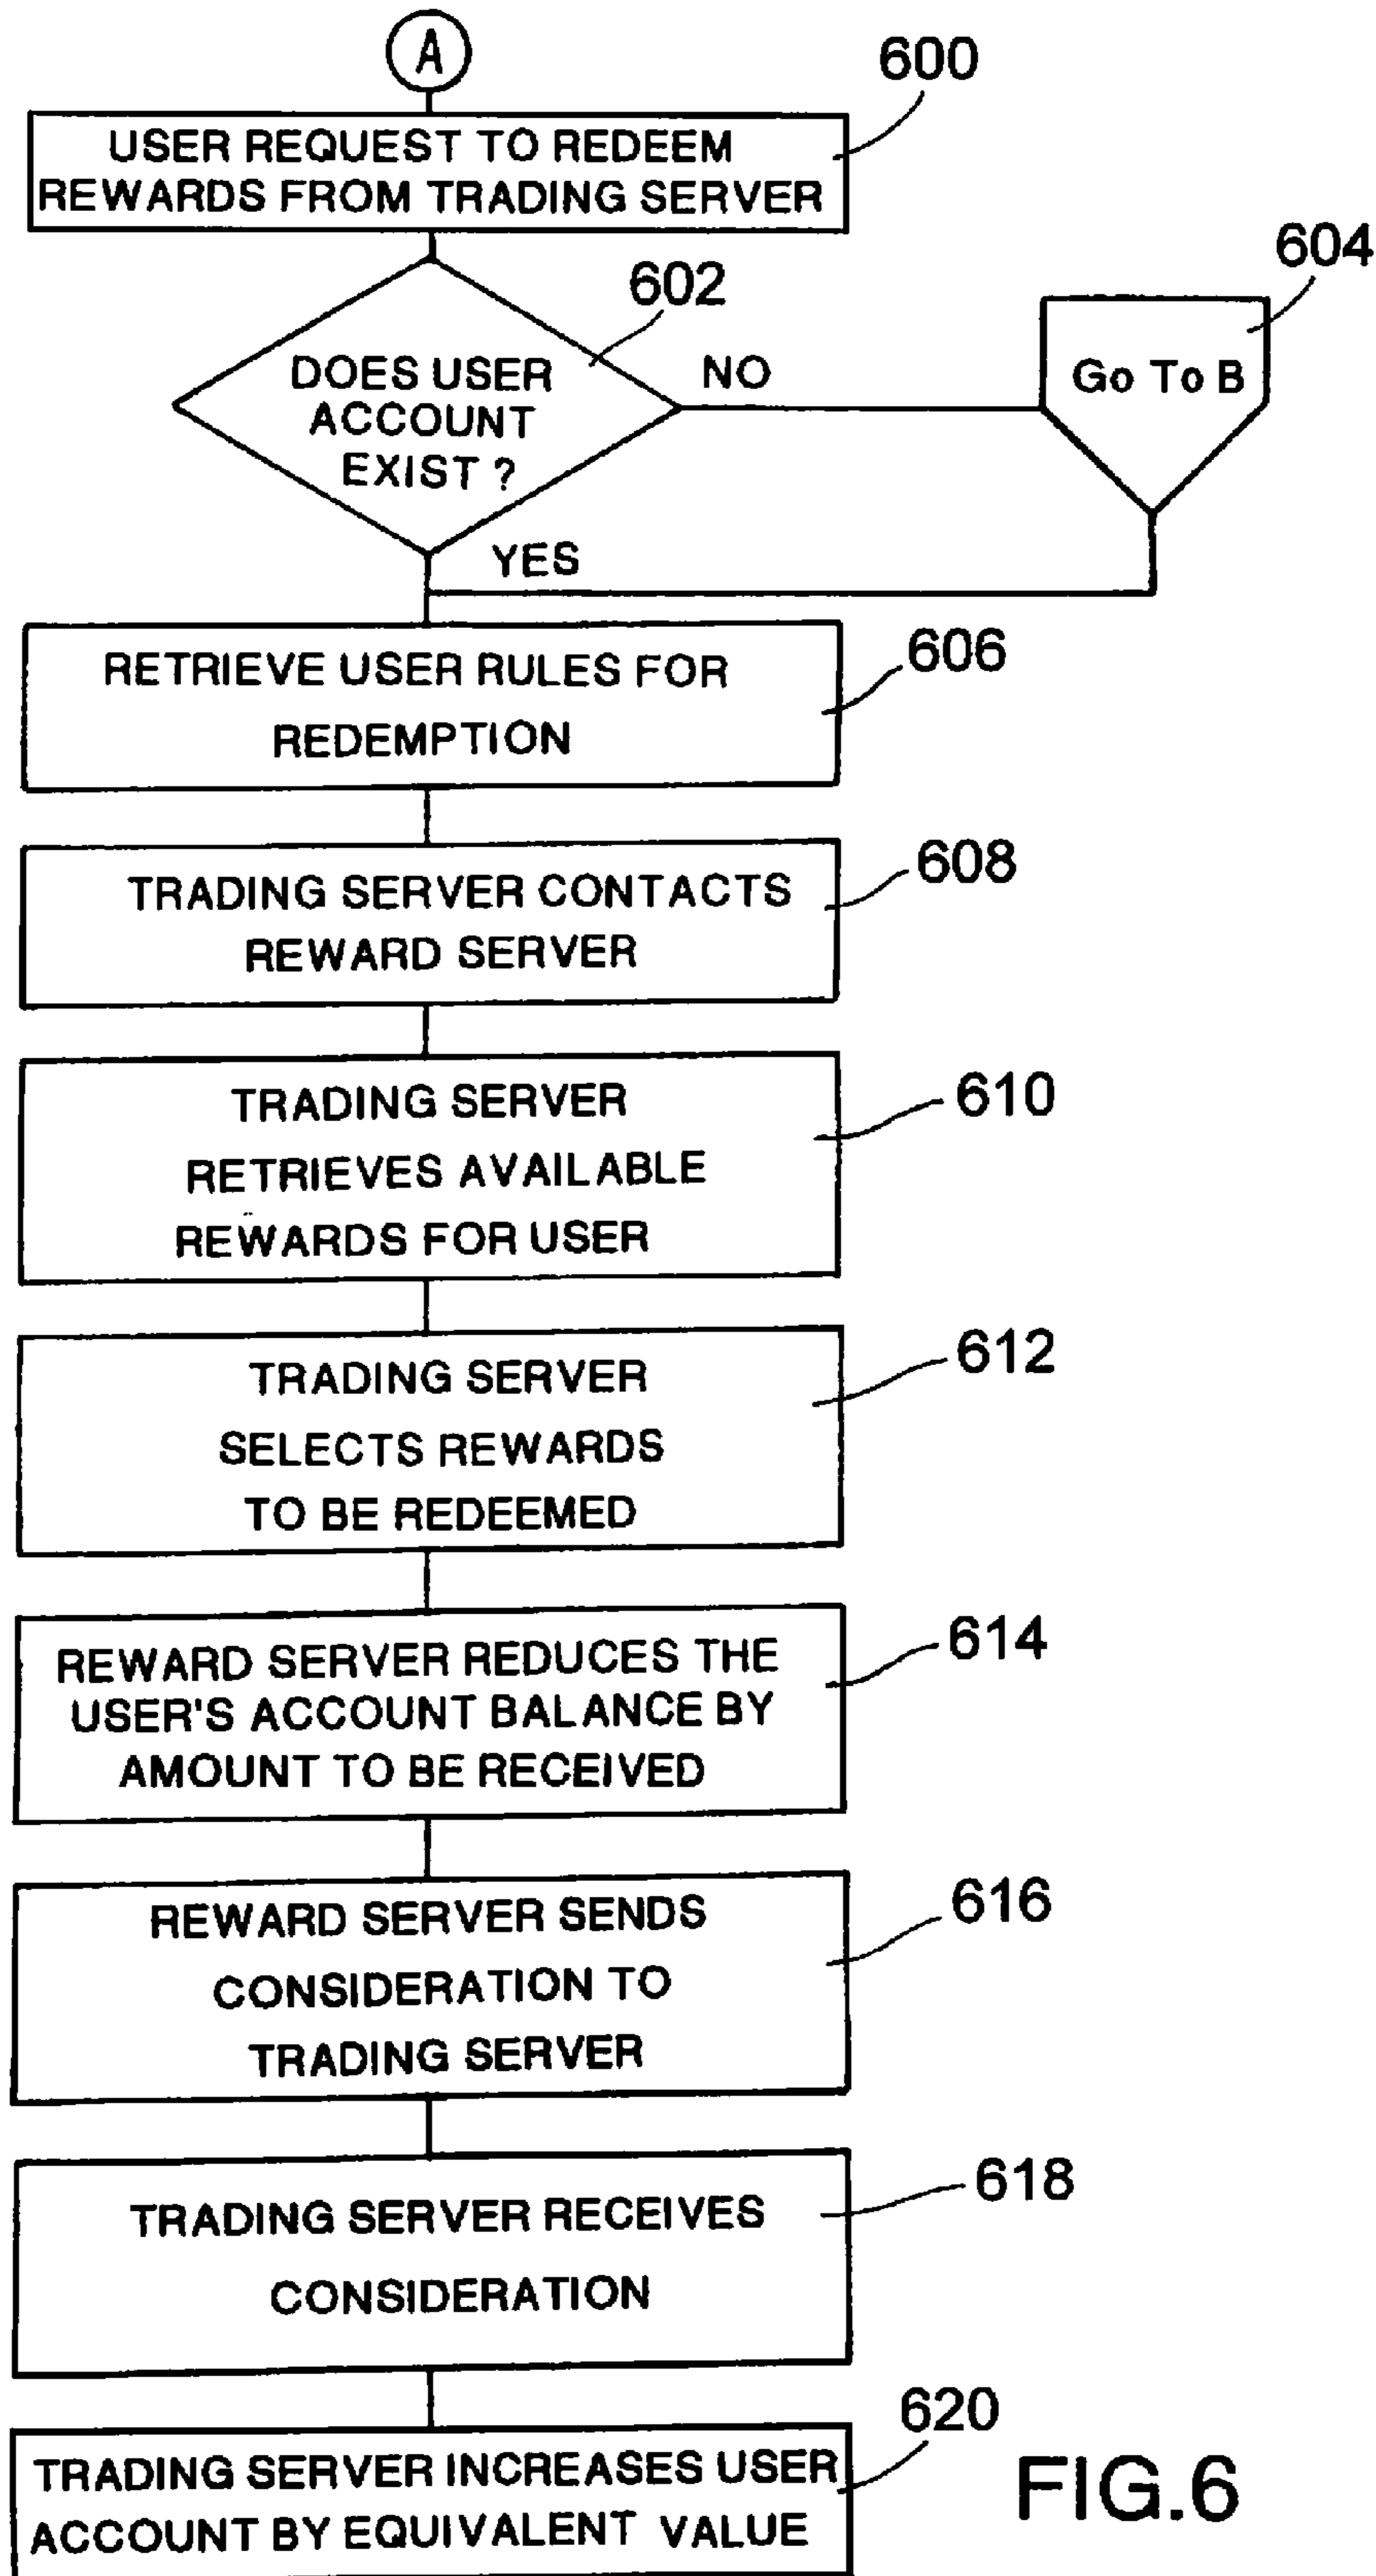 A
600
USER REQUEST TO REDEEM
REWARDS FROM TRADING SERVER
602
604
DOES USER
ACCOUNT
EXIST ?
NO
Go To B
YES
606
RETRIEVE USER RULES FOR
REDEMPTION
608
TRADING SERVER CONTACTS
REWARD SERVER
610
TRADING SERVER
RETRIEVES AVAILABLE
REWARDS FOR USER
612
TRADING SERVER
SELECTS REWARDS
TO BE REDEEMED
614
REWARD SERVER REDUCES THE
USER'S ACCOUNT BALANCE BY
AMOUNT TO BE RECEIVED
616
REWARD SERVER SENDS
CONSIDERATION TO
TRADING SERVER
618
TRADING SERVER RECEIVES
CONSIDERATION
620
TRADING SERVER INCREASES USER
ACCOUNT BY EQUIVALENT VALUE
FIG.6